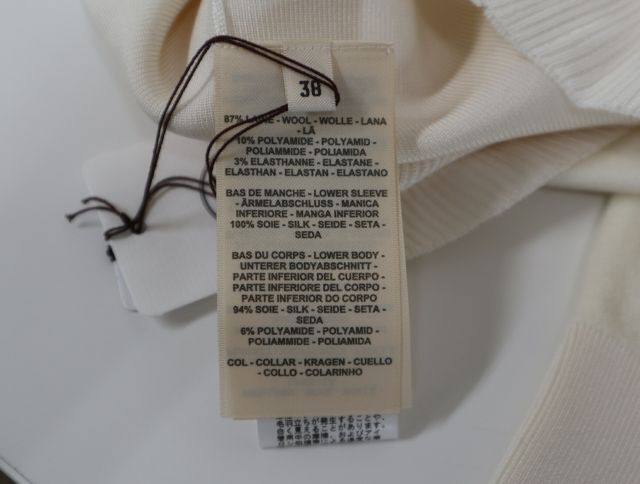 38
87% LAINE - WOOL - WOLLE - LANA
- LÃ
10% POLYAMIDE - POLYAMID -
POLIAMMIDE - POLIAMIDA
3% ELASTHANNE - ELASTANE -
ELASTHAN - ELASTAN - ELASTANO
BAS DE MANCHE - LOWER SLEEVE
- ÄRMELABSCHLUSS - MANICA
INFERIORE - MANGA INFERIOR
100% SOIE - SILK - SEIDE - SETA -
SEDA
BAS DU CORPS - LOWER BODY -
UNTERER BODYABSCHNITT -
PARTE INFERIOR DEL CUERPO -
PARTE INFERIORE DEL CORPO -
PARTE INFERIOR DO CORPO
94% SOIE - SILK - SEIDE - SETA -
SEDA
6% POLYAMIDE - POLYAMID -
POLIAMMIDE - POLIAMIDA
COL - COLLAR - KRAGEN - CUELLO
- COLLO - COLARINHO